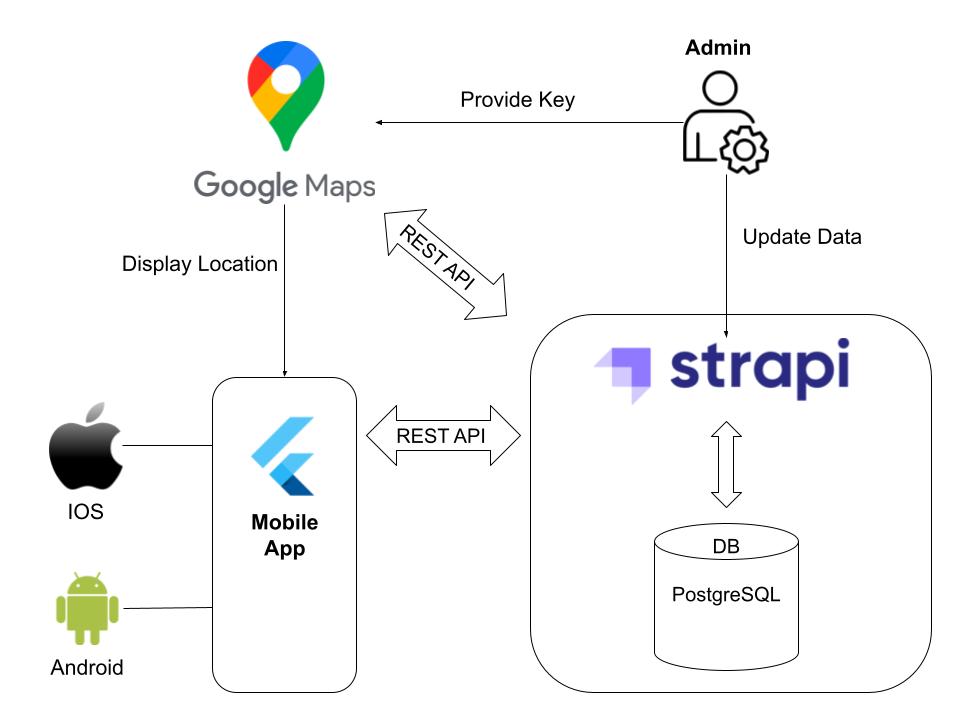 Admin
Provide Key
Google Maps
REST API
Update Data
Display Location
strapi
REST API
IOS
Mobile
App
DB
PostgreSQL
Android